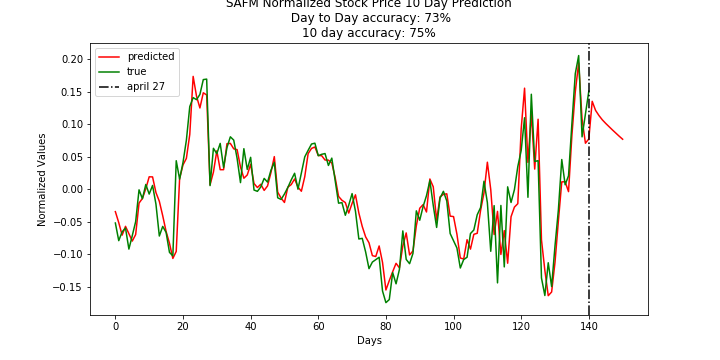 SAFM Normalized Stock Price 10 Day Prediction
Day to Day accuracy: 73%
10 day accuracy: 75%
predicted
true
april 27
0.20
0.15
0.10
0.05
0.00
−0.05
−0.10
−0.15
Normalized Values
0
20
40
60
80
100
120
140
Days